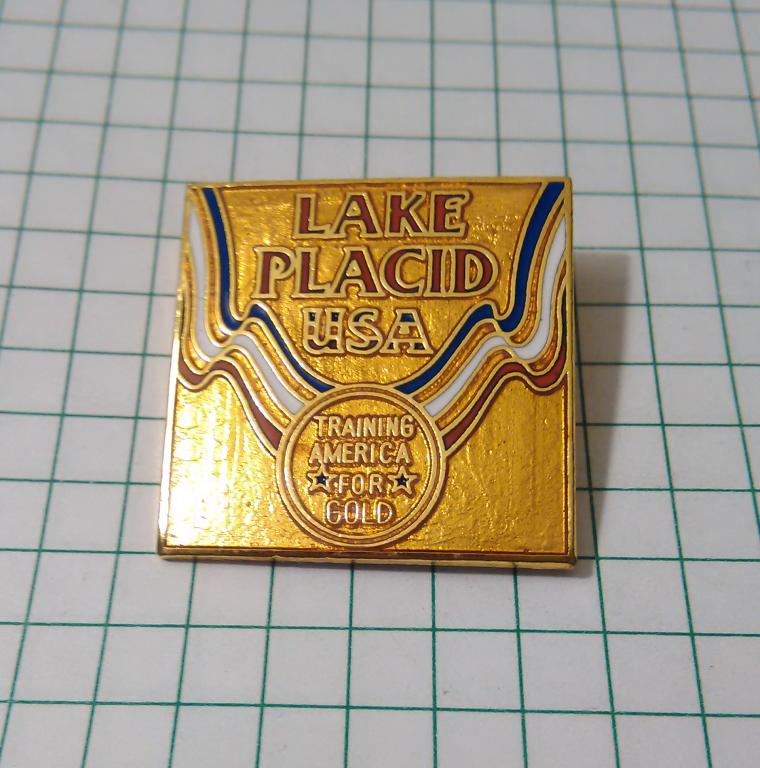 LAKE
PLACID
USA
TRAINING
AMERICA
FOR
GOLD